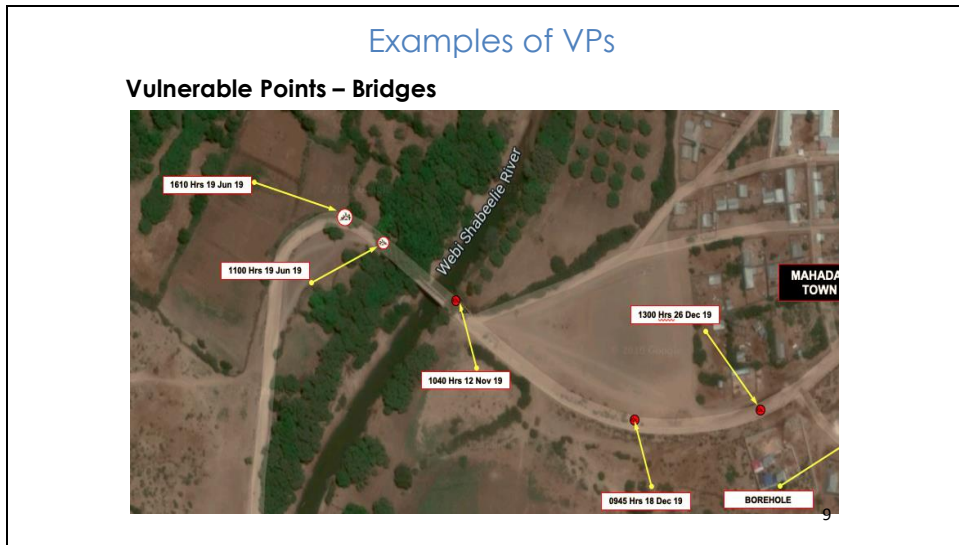 Examples of VPs
Vulnerable Points – Bridges
1610 Hrs 19 Jun 19
Webi Shabeelie River
1100 Hrs 19 Jun 19
MAHADA
TOWN
1300 Hrs 26 Dec 19
1040 Hrs 12 Nov 19
0945 Hrs 18 Dec 19
BOREHOLE
9